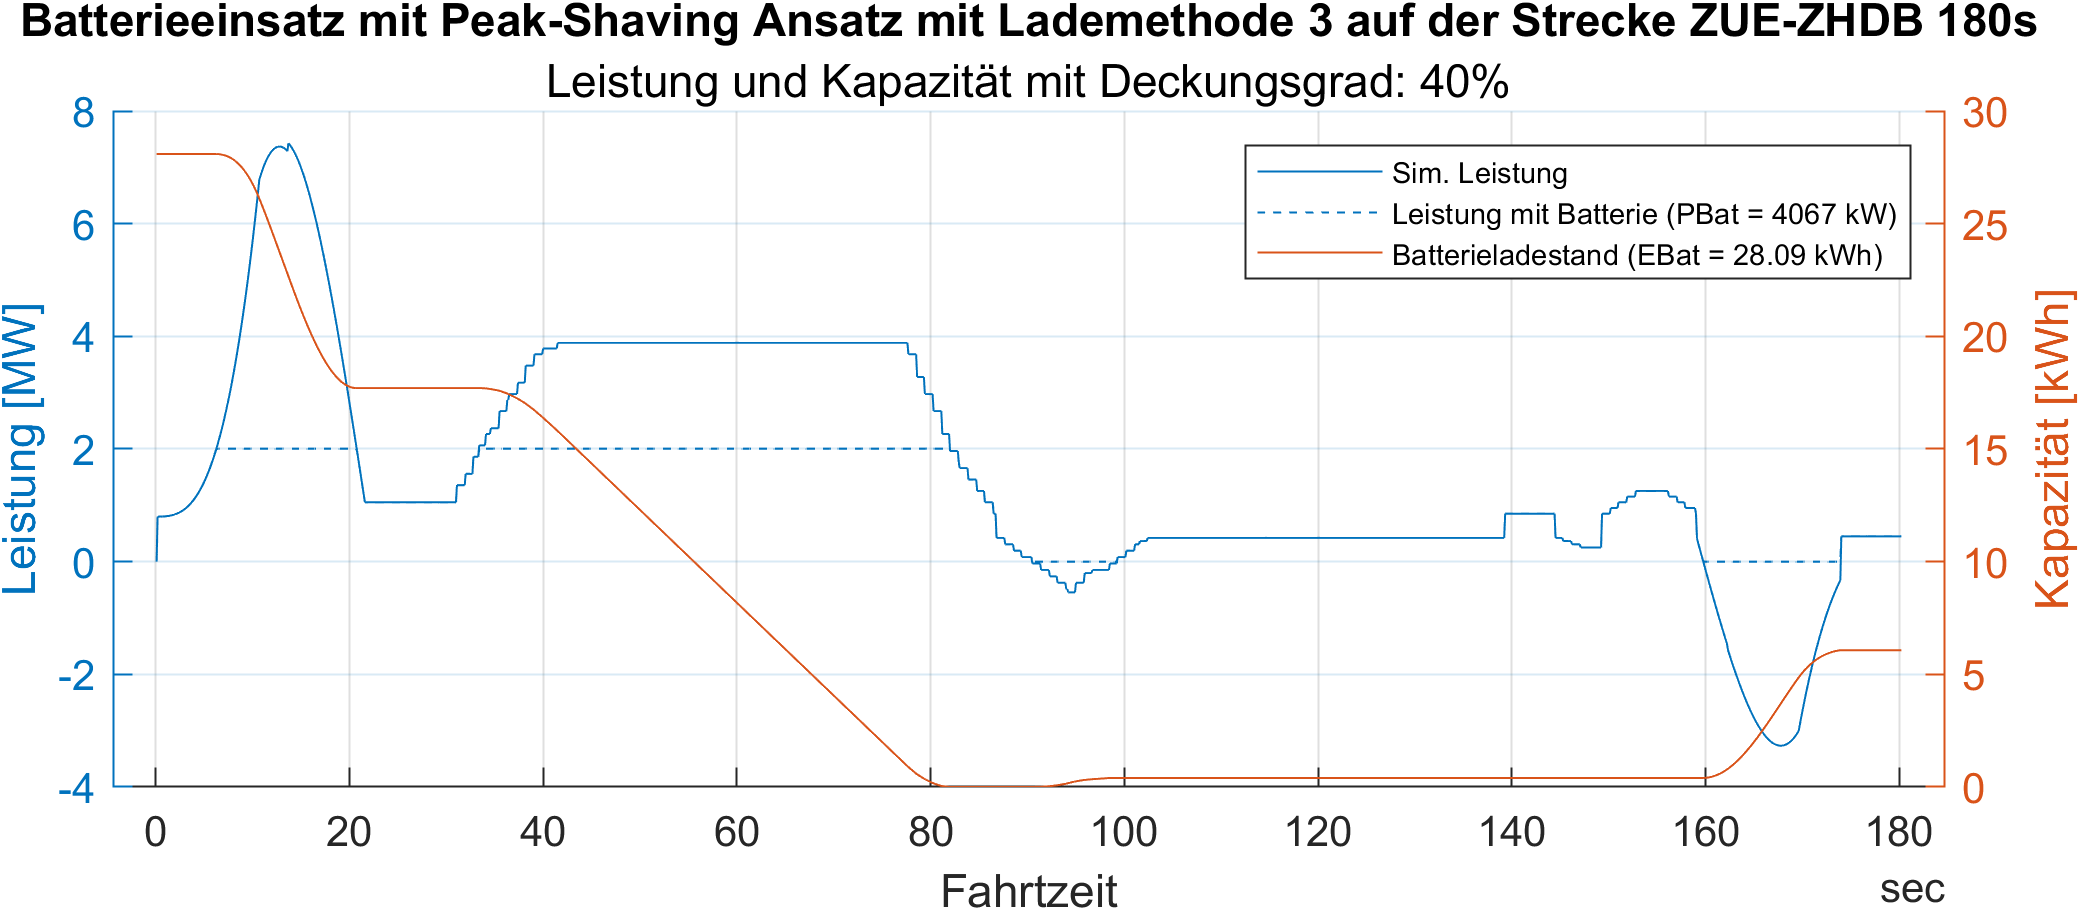 Batterieeinsatz mit Peak-Shaving Ansatz mit Lademethode 3 auf der Strecke ZUE-ZHDB 180s
Leistung und Kapazität mit Deckungsgrad: 40%
8
6
4
2
0
-2
-4
Leistung [MW]
30
25
20
15
10
5
0
Kapazität [kWh]
Sim. Leistung
Leistung mit Batterie (PBat = 4067 kW)
Batterieladestand (EBat = 28.09 kWh)
0 20 40 60 80 100 120 140 160 180
Fahrtzeit
sec